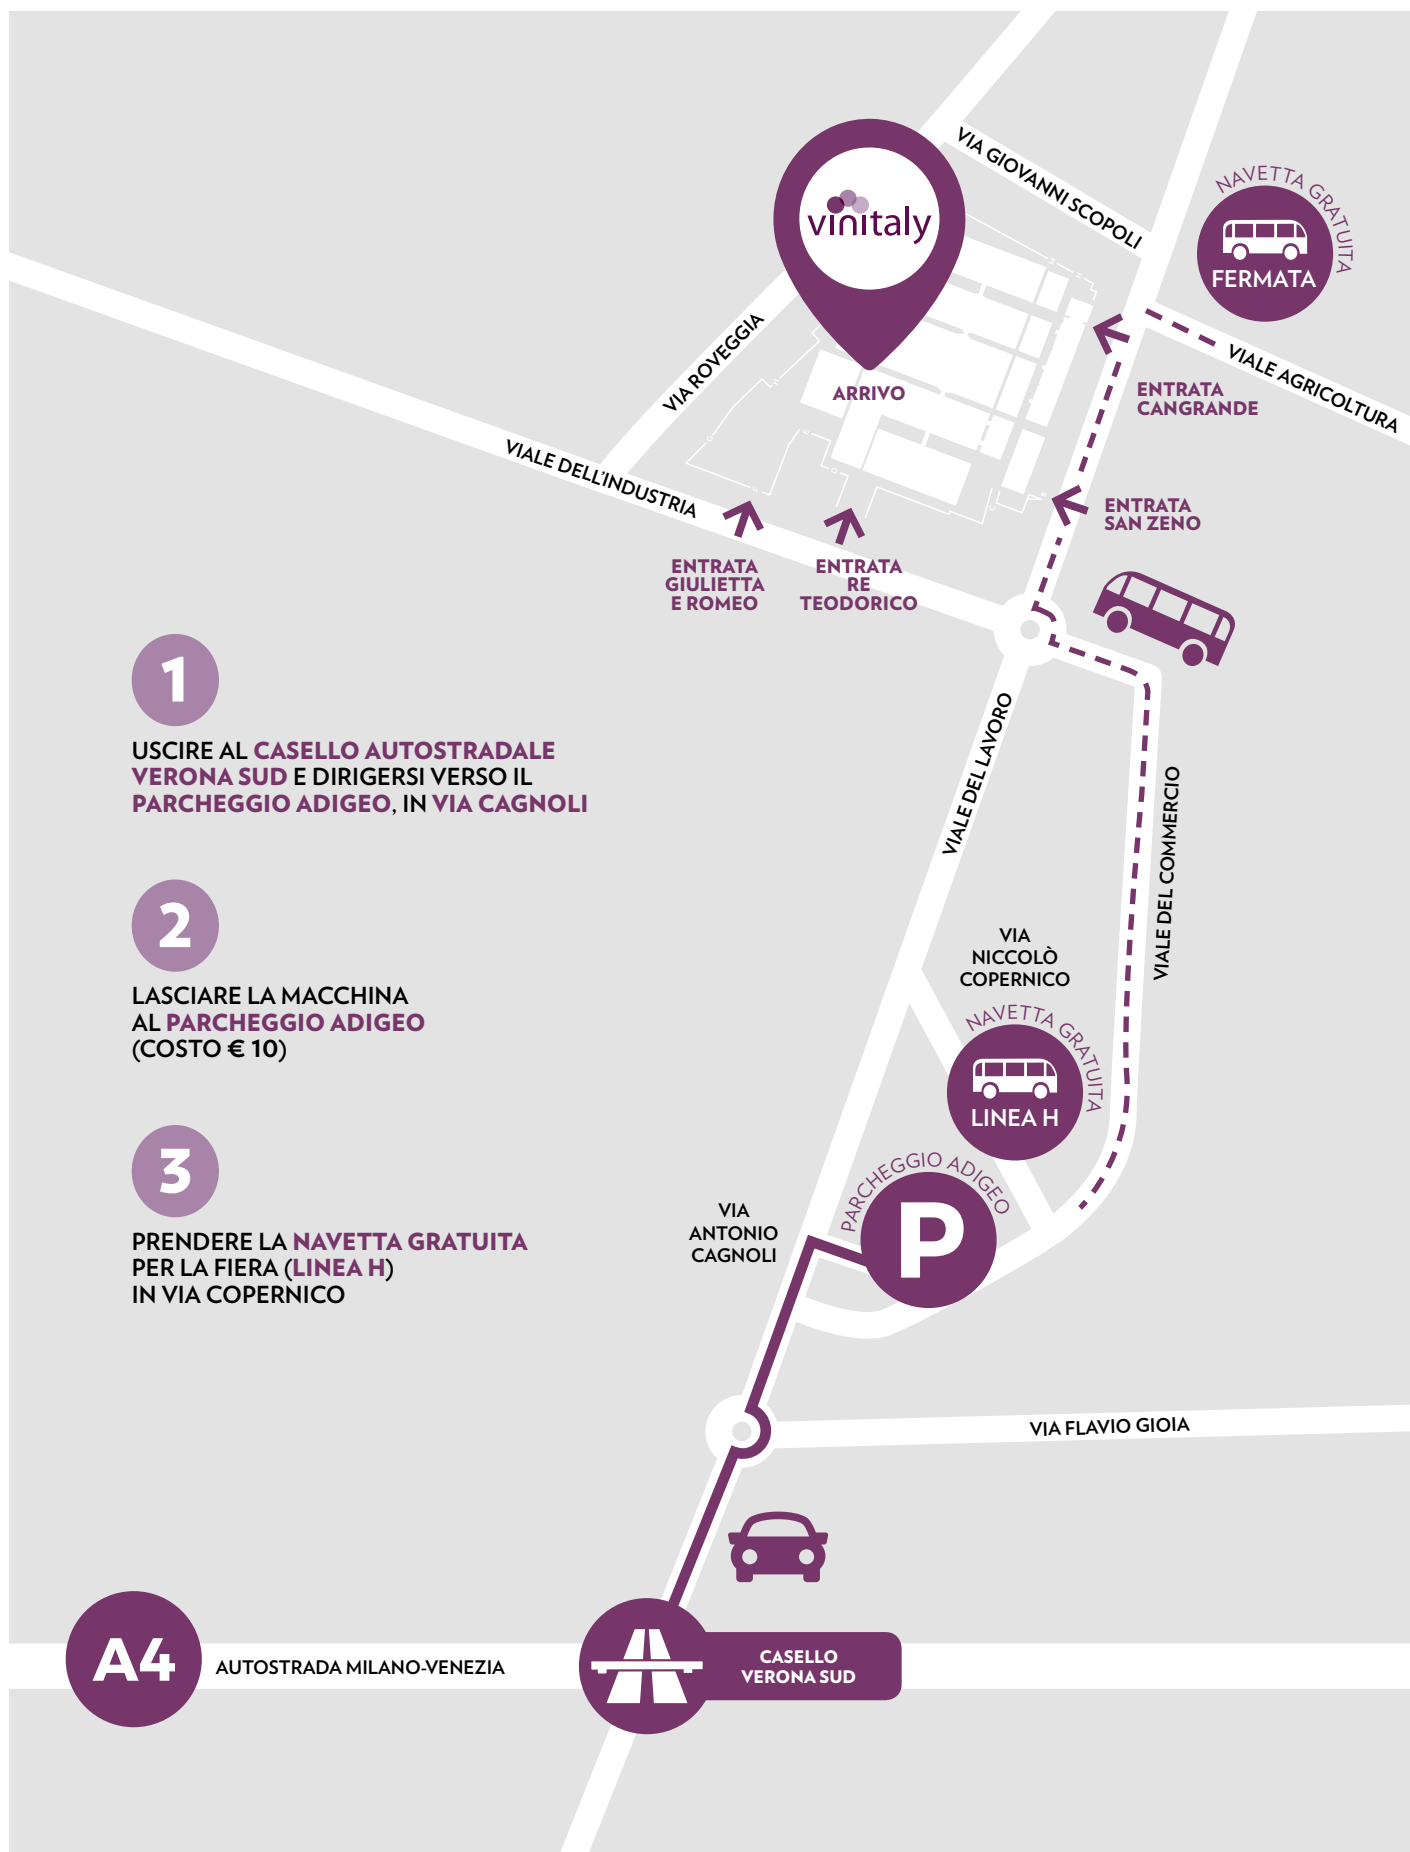 VIA GIOVANNI SCOPOLI
NAVETTA GRATUITA
FERMATA
vinitaly
ARRIVO
VIA ROVEGGIA
VIALE AGRICOLTURA
ENTRATA
CANGRANDE
VIALE DELL'INDUSTRIA
ENTRATA
SAN ZENO
ENTRATA
GIULIETTA
E ROMEO
ENTRATA
RE
TEODORICO
1
USCIRE AL CASELLO AUTOSTRADALE
VERONA SUD E DIRIGERSI VERSO IL
PARCHEGGIO ADIGEO, IN VIA CAGNOLI
VIALE DEL LAVORO
VIALE DEL COMMERCIO
2
LASCIARE LA MACCHINA
AL PARCHEGGIO ADIGEO
(COSTO € 10)
VIA
NICCOLÒ
COPERNICO
NAVETTA GRATUITA
LINEA H
3
PRENDERE LA NAVETTA GRATUITA
PER LA FIERA (LINEA H)
IN VIA COPERNICO
PARCHEGGIO ADIGEO
P
VIA
ANTONIO
CAGNOLI
VIA FLAVIO GIOIA
A4
AUTOSTRADA MILANO-VENEZIA
CASELLO
VERONA SUD